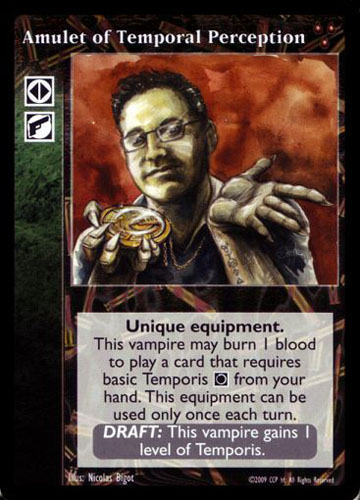 Amulet of Temporal Perception
Unique equipment.
This vampire may burn 1 blood
to play a card that requires
basic Temporis from your
hand. This equipment can be
used only once each turn.
DRAFT: This vampire gains 1
level of Temporis.
Illus: Nicolas Bigot
©2009 CCP hf. All Rights Reserved